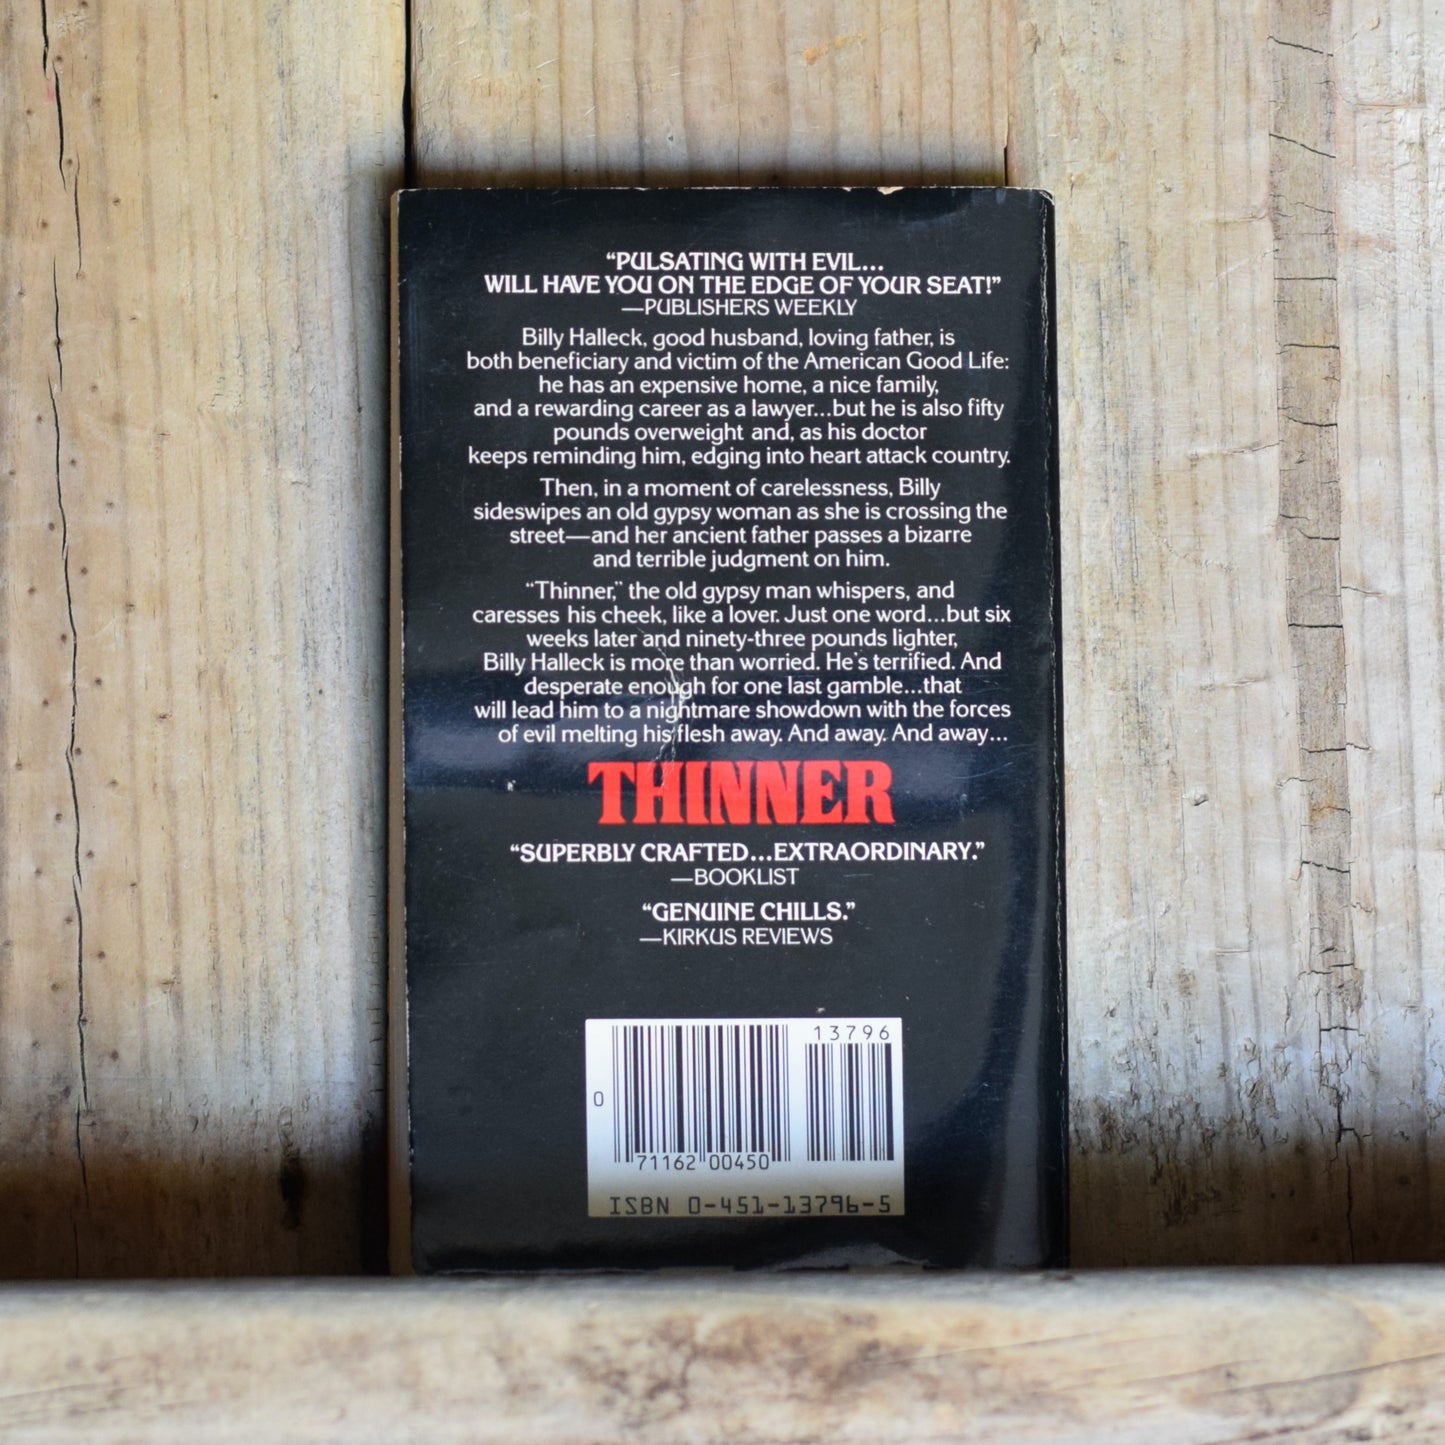 “PULSATING WITH EVIL...
WILL HAVE YOU ON THE EDGE OF YOUR SEAT!”
—PUBLISHERS WEEKLY
Billy Halleck, good husband, loving father, is
both beneficiary and victim of the American Good Life:
he has an expensive home, a nice family,
and a rewarding career as a lawyer...but he is also fifty
pounds overweight and, as his doctor
keeps reminding him, edging into heart attack country.
Then, in a moment of carelessness, Billy
sideswipes an old gypsy woman as she is crossing the
street—and her ancient father passes a bizarre
and terrible judgment on him.
“Thinner,” the old gypsy man whispers, and
caresses his cheek, like a lover. Just one word...but six
weeks later and ninety-three pounds lighter,
Billy Halleck is more than worried. He's terrified. And
desperate enough for one last gamble...that
will lead him to a nightmare showdown with the forces
of evil melting his flesh away. And away. And away...
THINNER
“SUPERBLY CRAFTED...EXTRAORDINARY.”
—BOOKLIST
“GENUINE CHILLS.”
—KIRKUS REVIEWS
13796
0
71162 00450
ISBN 0-451-13796-5